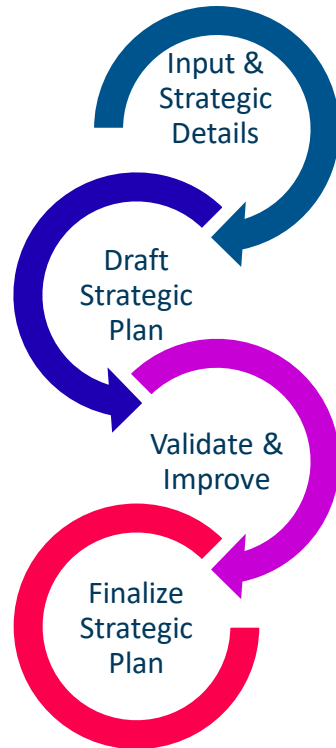 Input &
Strategic
Details
Draft
Strategic
Plan
Validate &
Improve
Finalize
Strategic
Plan